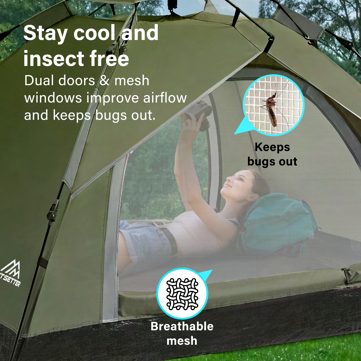 Stay cool and
insect free
Dual doors & mesh
windows improve airflow
and keeps bugs out.
Keeps
bugs out
Breathable
mesh